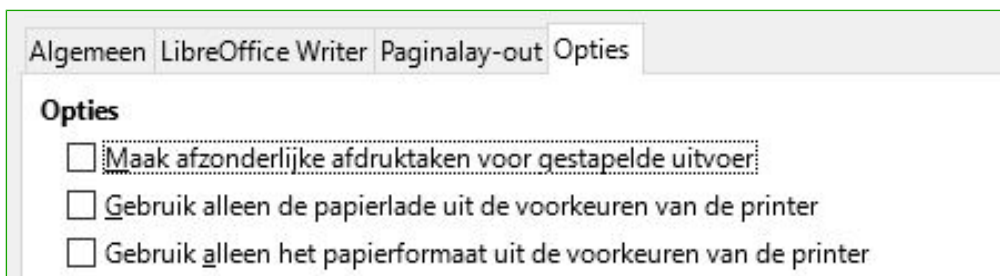 Algemeen LibreOffice Writer Paginalay-out Opties
Opties
Maak afzonderlijke afdruktaken voor gestapelde uitvoer
Gebruik alleen de papierlade uit de voorkeuren van de printer
Gebruik alleen het papierformaat uit de voorkeuren van de printer